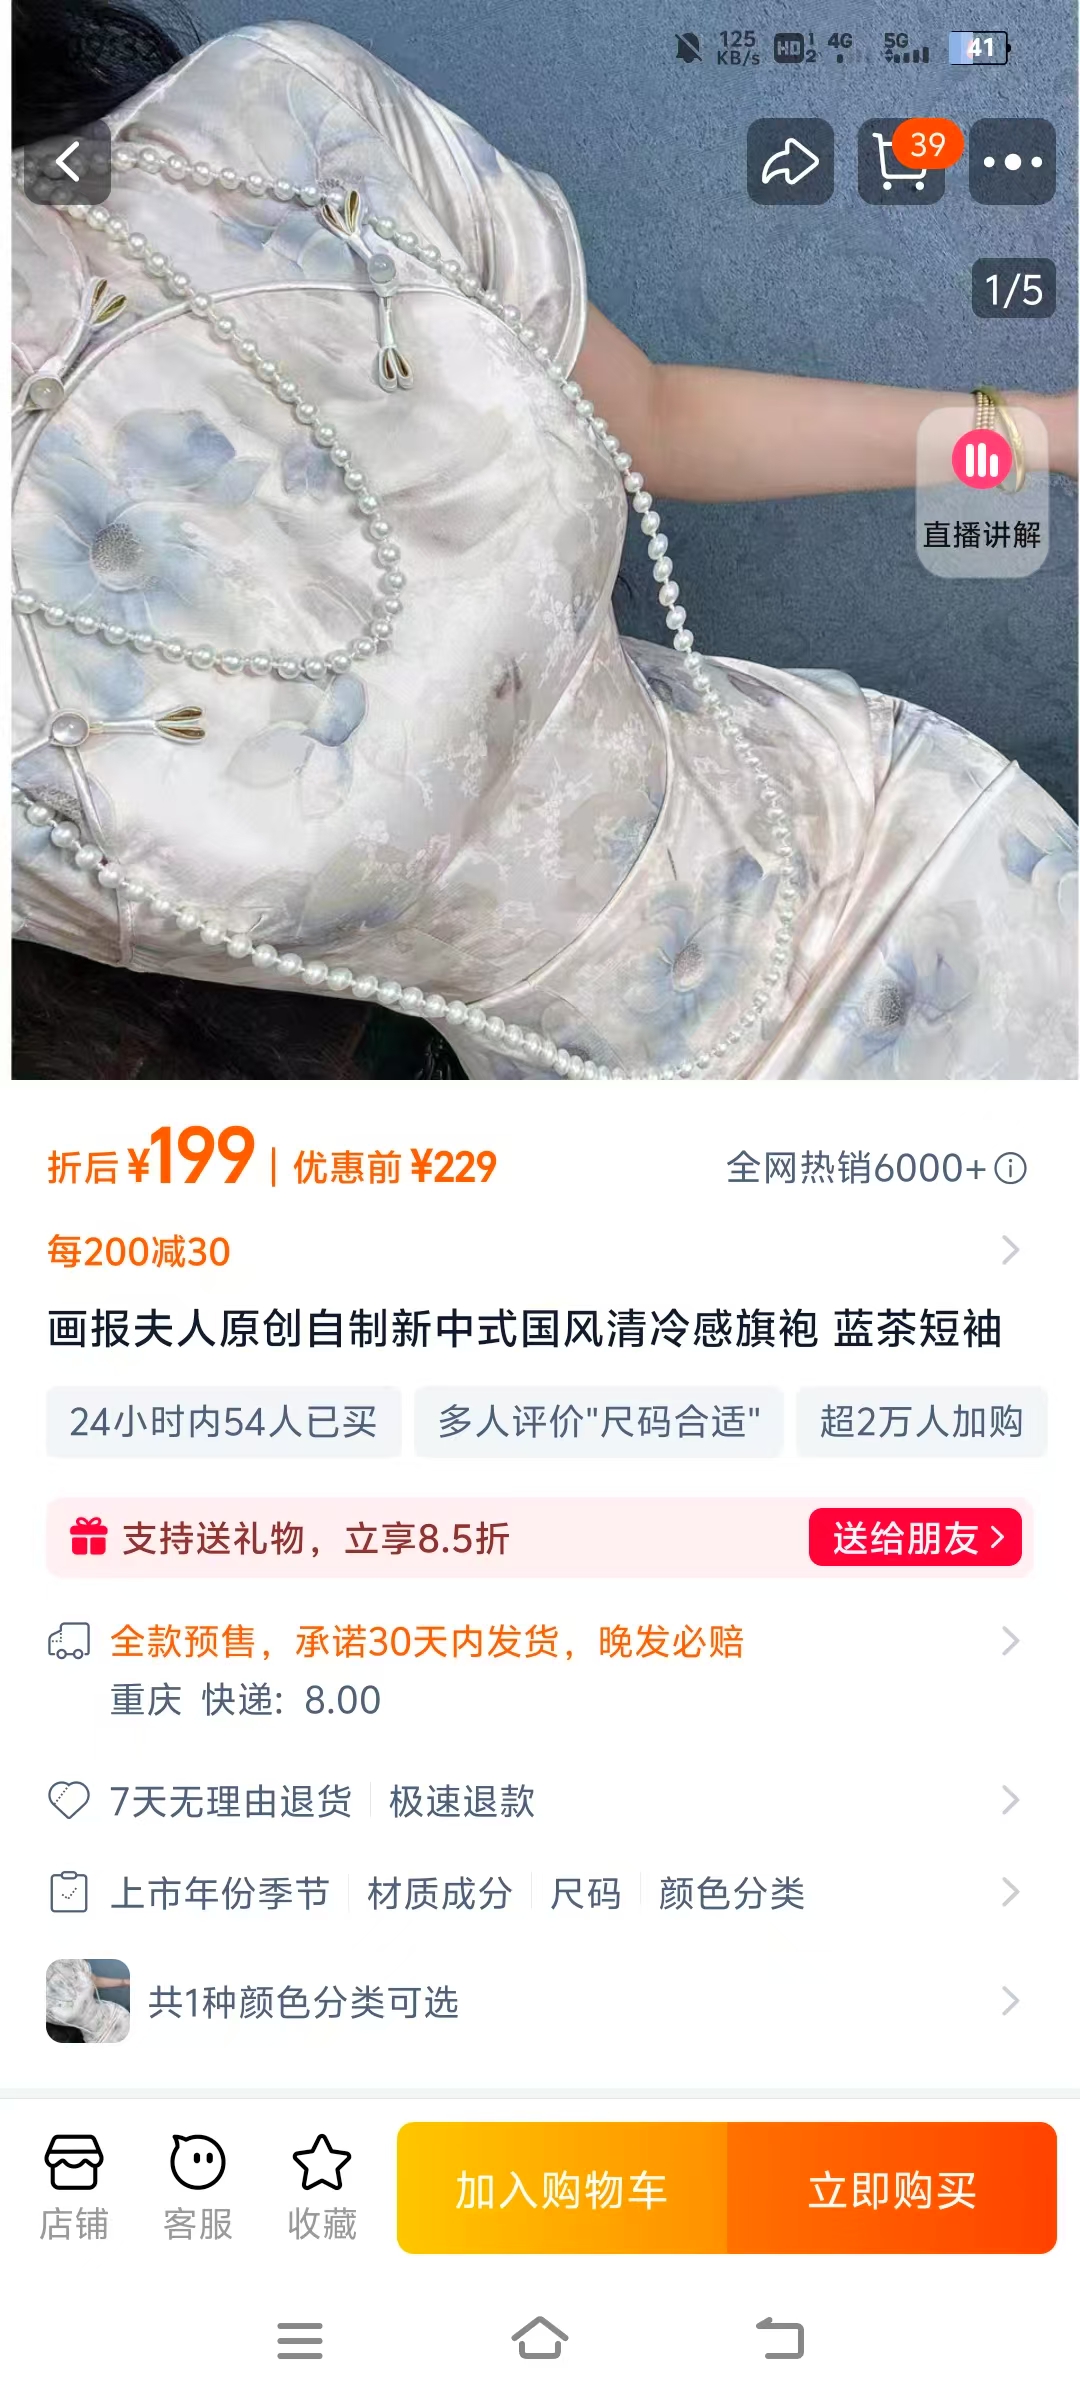 125 KB/s HD 1 2 4G 5G 41
39
1/5
直播讲解
折后¥199 | 优惠前¥229 全网热销6000+
每200减30
画报夫人原创自制新中式国风清冷感旗袍 蓝茶短袖
24小时内54人已买 多人评价"尺码合适" 超2万人加购
支持送礼物，立享8.5折 送给朋友
全款预售，承诺30天内发货，晚发必赔
重庆 快递: 8.00
7天无理由退货 极速退款
上市年份季节 材质成分 尺码 颜色分类
共1种颜色分类可选
店铺 客服 收藏 加入购物车 立即购买